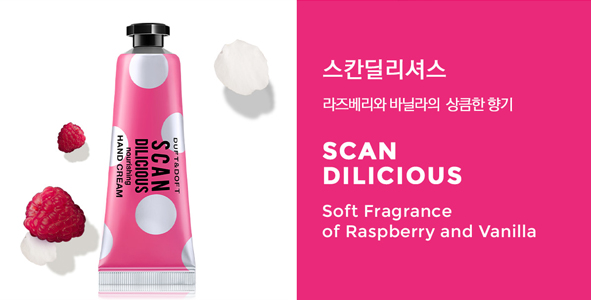 DUFT&DOFT
SCAN
DILICIOUS
nourishing
HAND CREAM
스칸딜리셔스
라즈베리와 바닐라의 상큼한 향기
SCAN
DILICIOUS
Soft Fragrance
of Raspberry and Vanilla